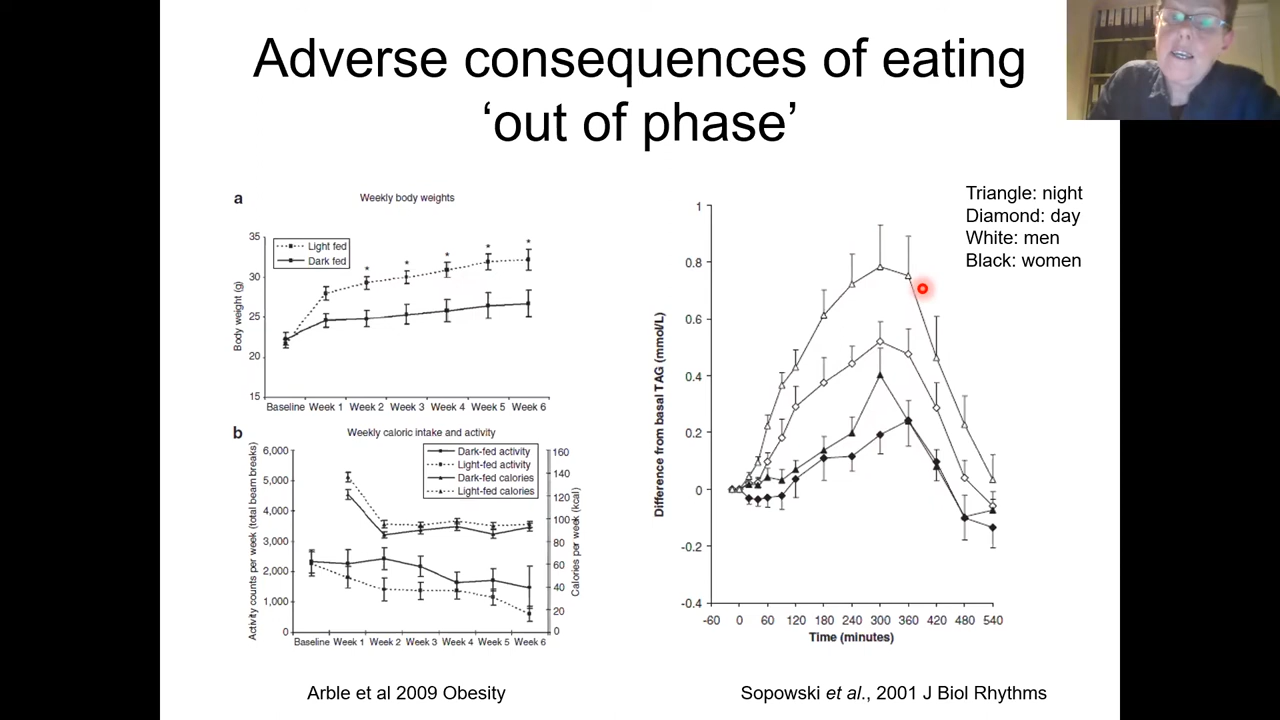 Adverse consequences of eating
‘out of phase’
a
Weekly body weights
35
30
25
20
15
Body weight (g)
Light fed
Dark fed
*
*
*
*
*
Baseline Week 1 Week 2 Week 3 Week 4 Week 5 Week 6
b
Weekly caloric intake and activity
6,000
5,000
4,000
3,000
2,000
1,000
0
Activity counts per week (total beam breaks)
Dark-fed activity
Light-fed activity
Dark-fed calories
Light-fed calories
160
140
120
100
80
60
40
20
0
Calories per week (kcal)
Baseline Week 1 Week 2 Week 3 Week 4 Week 5 Week 6
Arble et al 2009 Obesity
Triangle: night
Diamond: day
White: men
Black: women
1
0.8
0.6
0.4
0.2
0
-0.2
-0.4
Difference from basal TAG (mmol/L)
-60 0 60 120 180 240 300 360 420 480 540
Time (minutes)
Sopowski et al., 2001 J Biol Rhythms